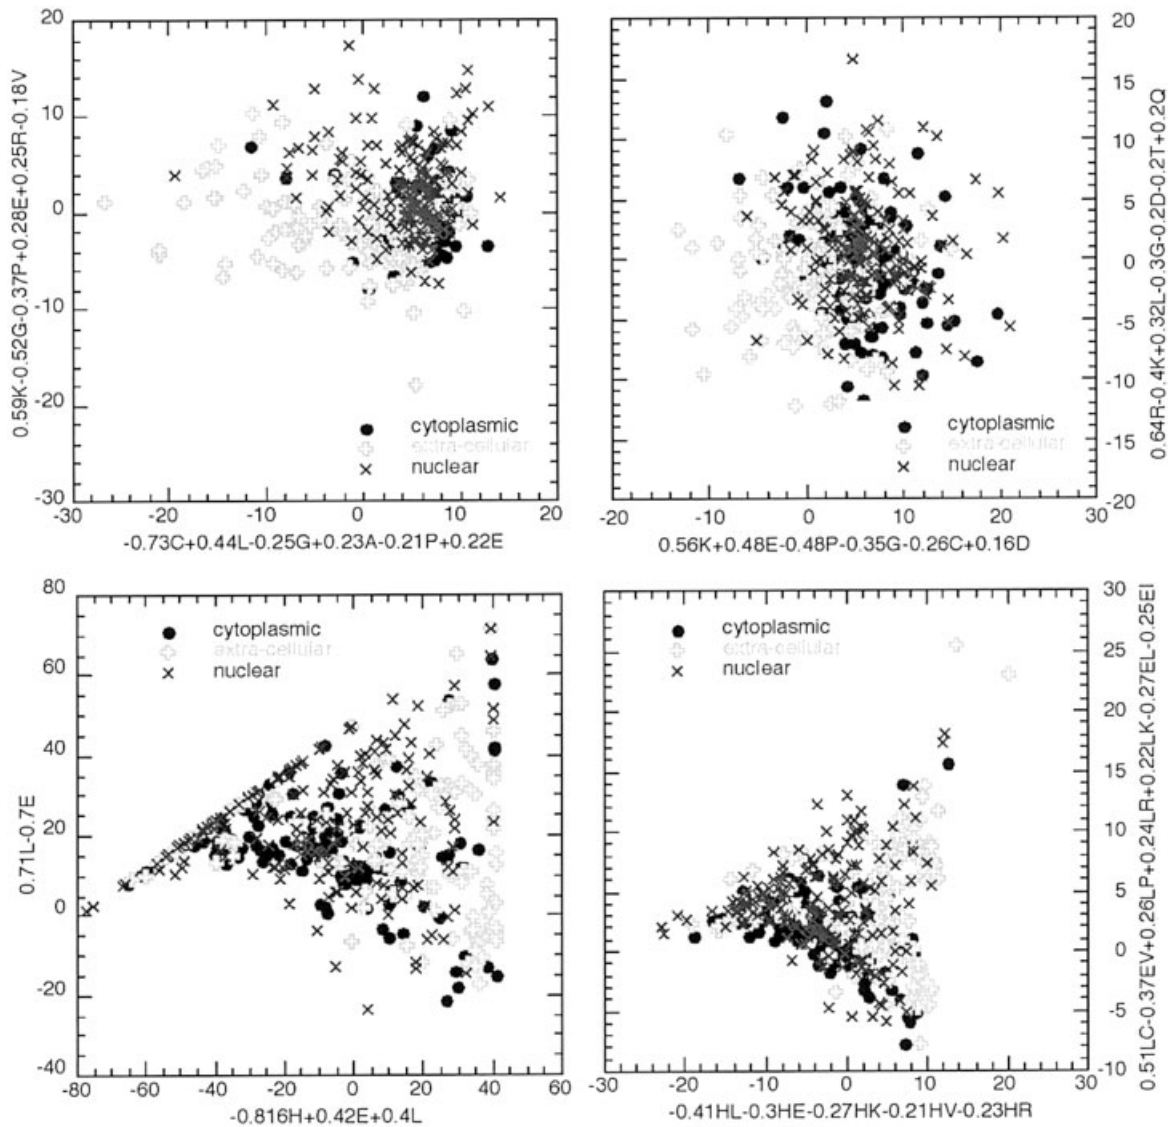 20
10
0
-10
-20
-30
-30 -20 -10 0 10 20
0.59K-0.52G-0.37P+0.28E+0.25R-0.18V
-0.73C+0.44L-0.25G+0.23A-0.21P+0.22E
cytoplasmic
extra-cellular
nuclear
20
15
10
5
0
-5
-10
-15
-20
-20 -10 0 10 20 30
0.64R-0.4K+0.32L-0.3G-0.2D-0.2T+0.2Q
0.56K+0.48E-0.48P-0.35G-0.26C+0.16D
cytoplasmic
extra-cellular
nuclear
80
60
40
20
0
-20
-40
-80 -60 -40 -20 0 20 40 60
0.71L-0.7E
-0.816H+0.42E+0.4L
cytoplasmic
extra-cellular
nuclear
30
25
20
15
10
5
0
-5
-10
-30 -20 -10 0 10 20 30
0.51LC-0.37EV+0.26LP+0.24LR+0.22LK-0.27EL-0.25EI
-0.41HL-0.3HE-0.27HK-0.21HV-0.23HR
cytoplasmic
extra-cellular
nuclear